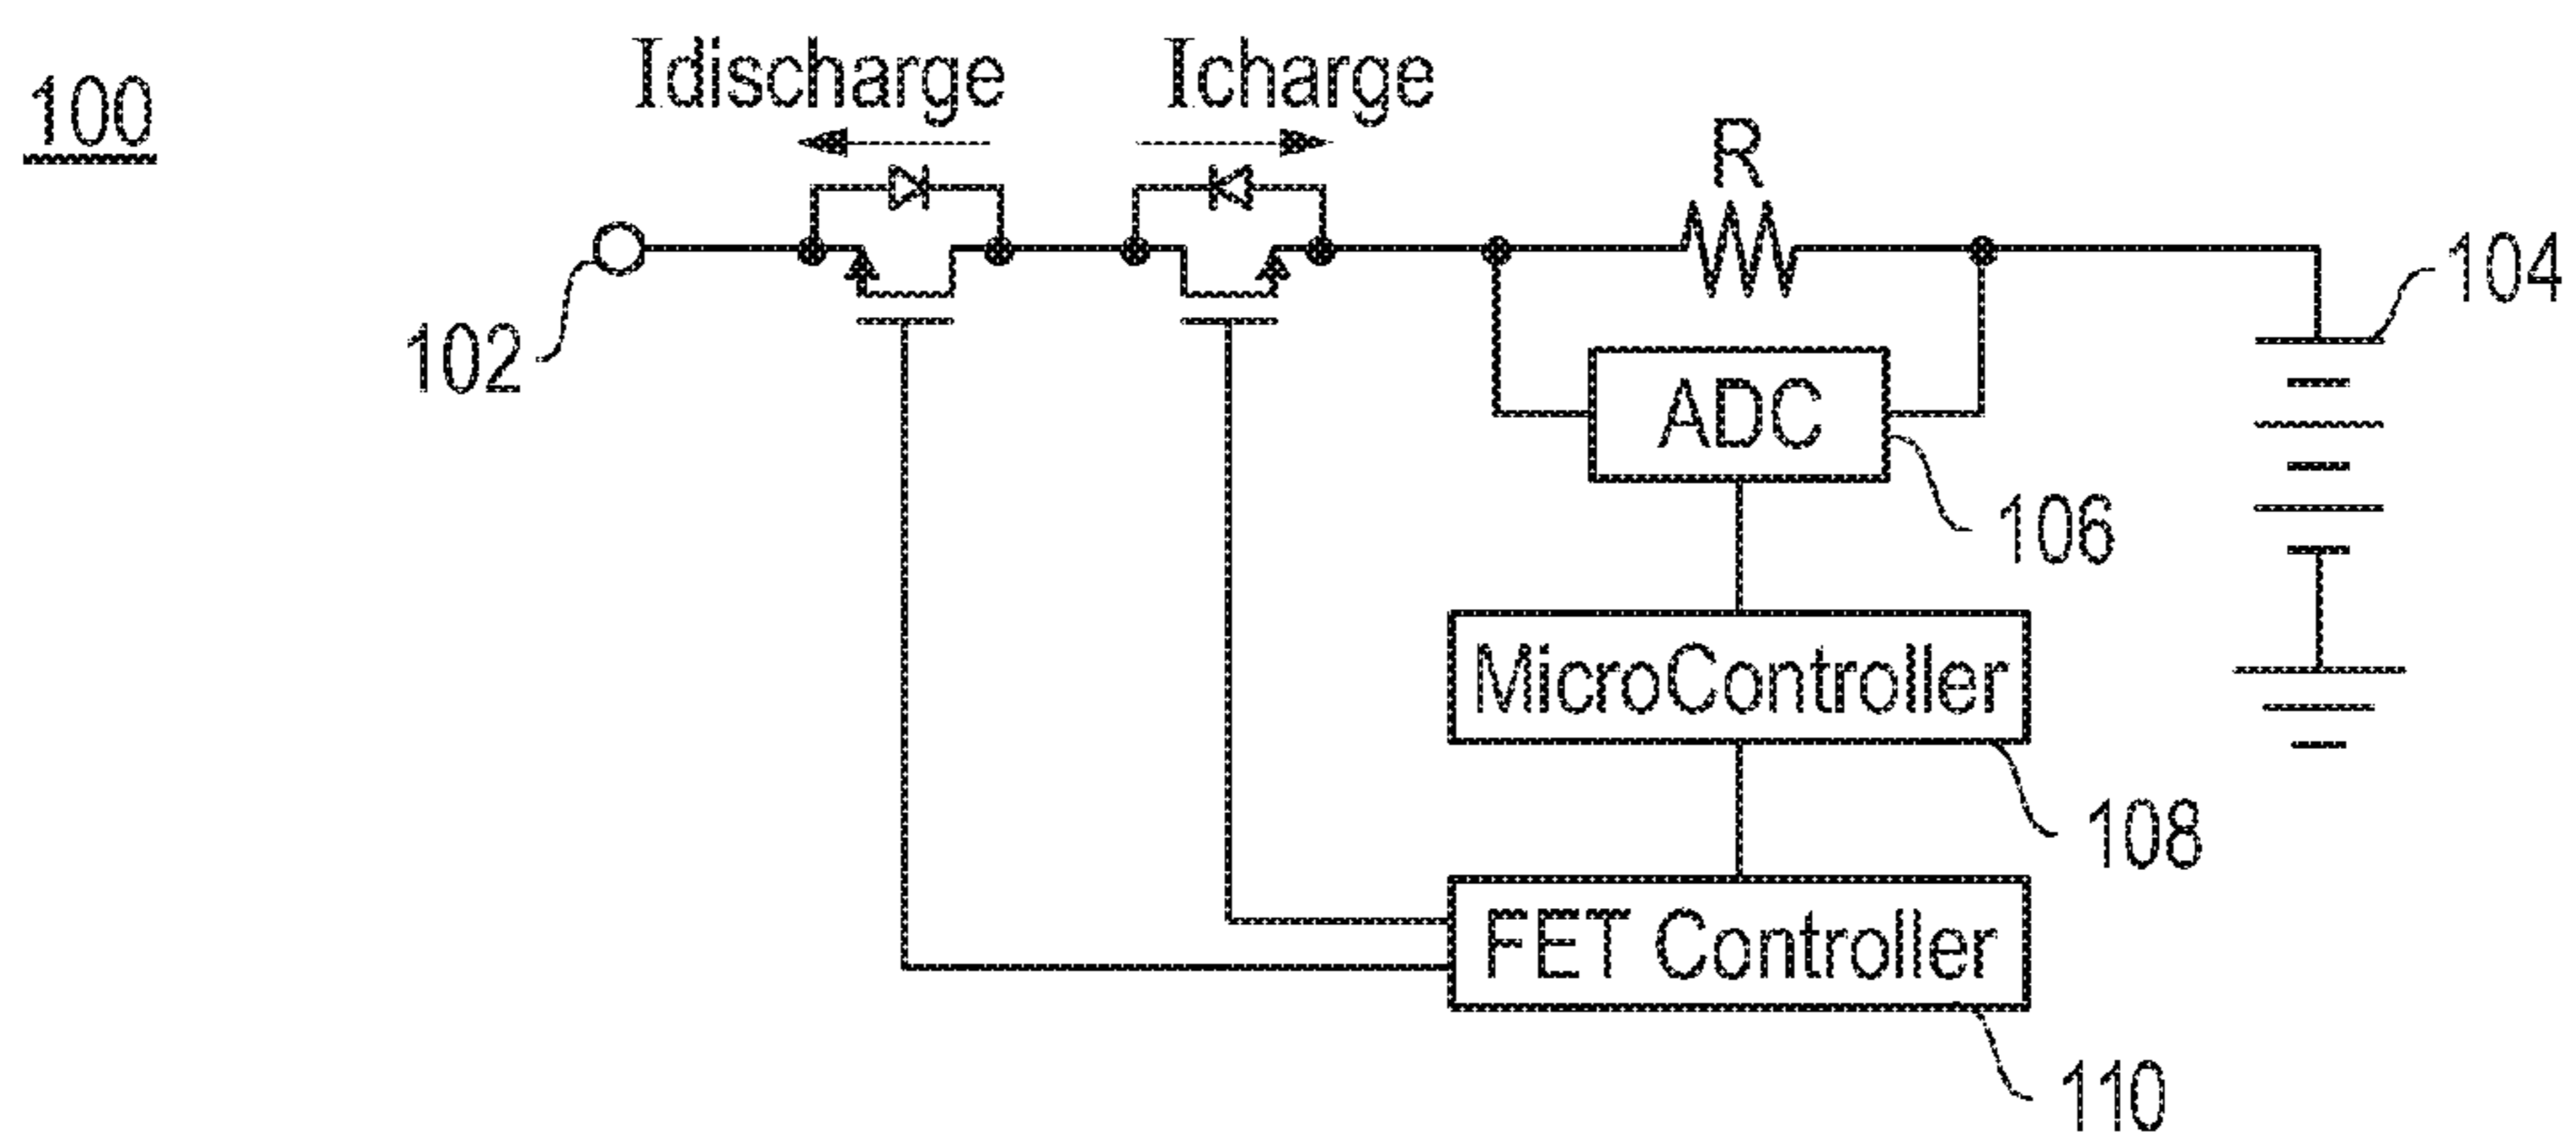 100
Idischarge
Icharge
R
102
104
ADC
106
MicroController
108
FET Controller
110